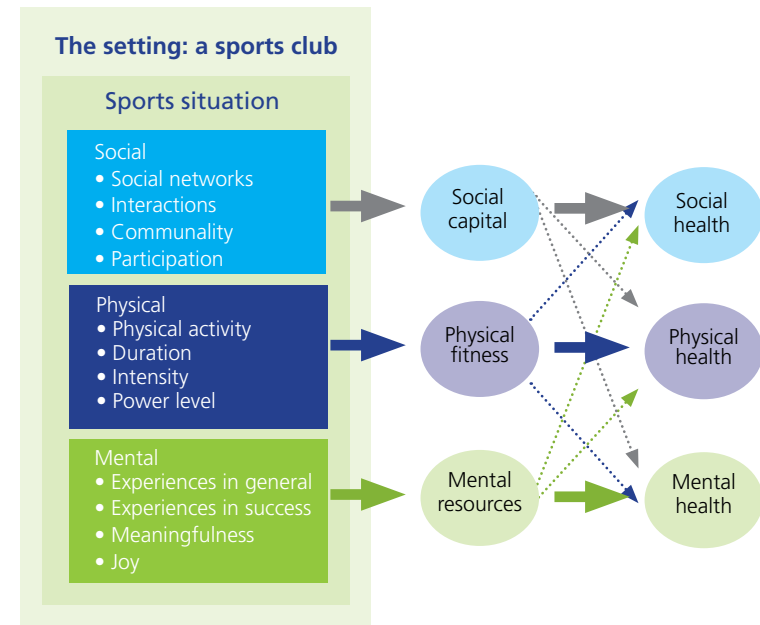 The setting: a sports club
Sports situation
Social
• Social networks
• Interactions
• Communality
• Participation
Social
capital
Social
health
Physical
• Physical activity
• Duration
• Intensity
• Power level
Physical
fitness
Physical
health
Mental
• Experiences in general
• Experiences in success
• Meaningfulness
• Joy
Mental
resources
Mental
health